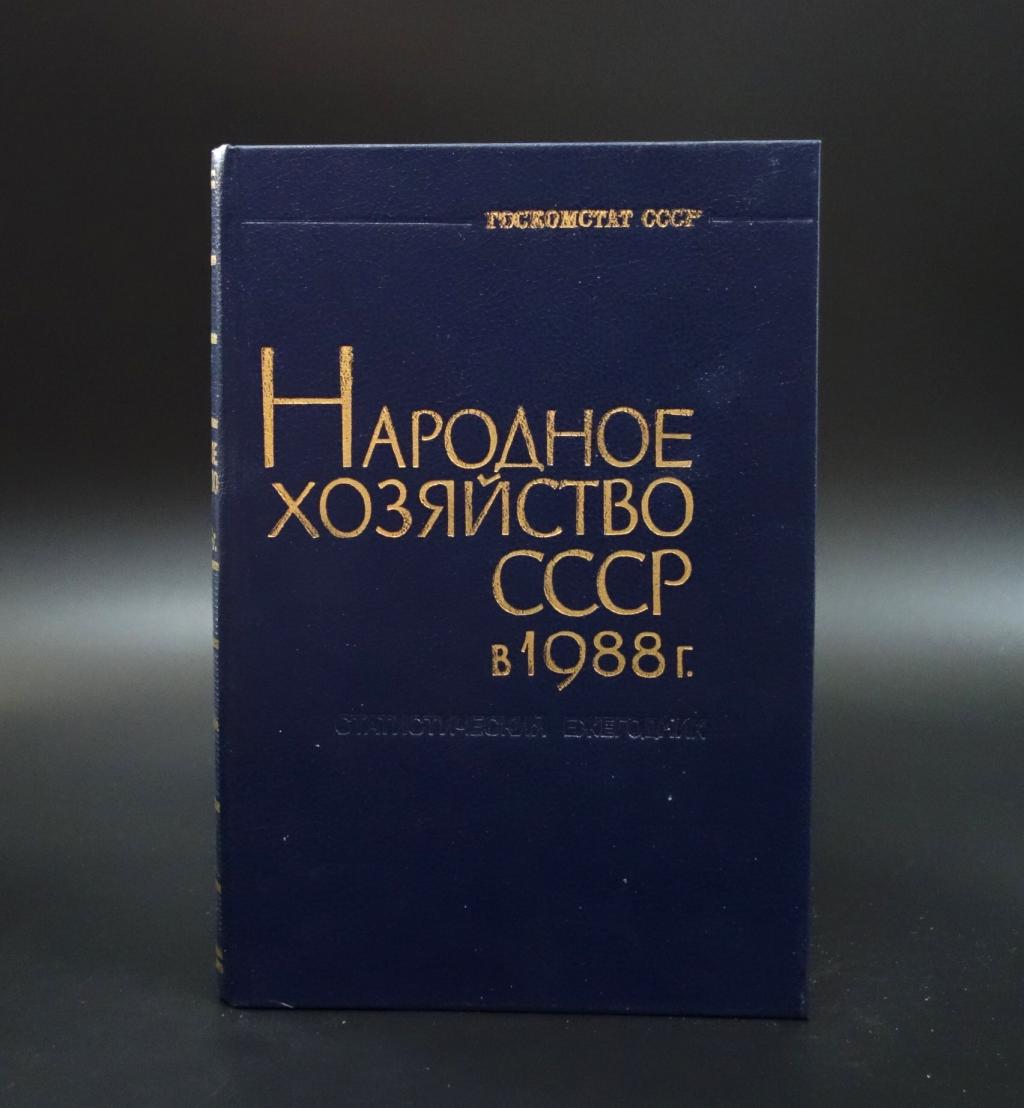 ГОСКОМСТАТ СССР
НАРОДНОЕ
ХОЗЯЙСТВО
СССР
В 1988 Г.
СТАТИСТИЧЕСКИЙ ЕЖЕГОДНИК